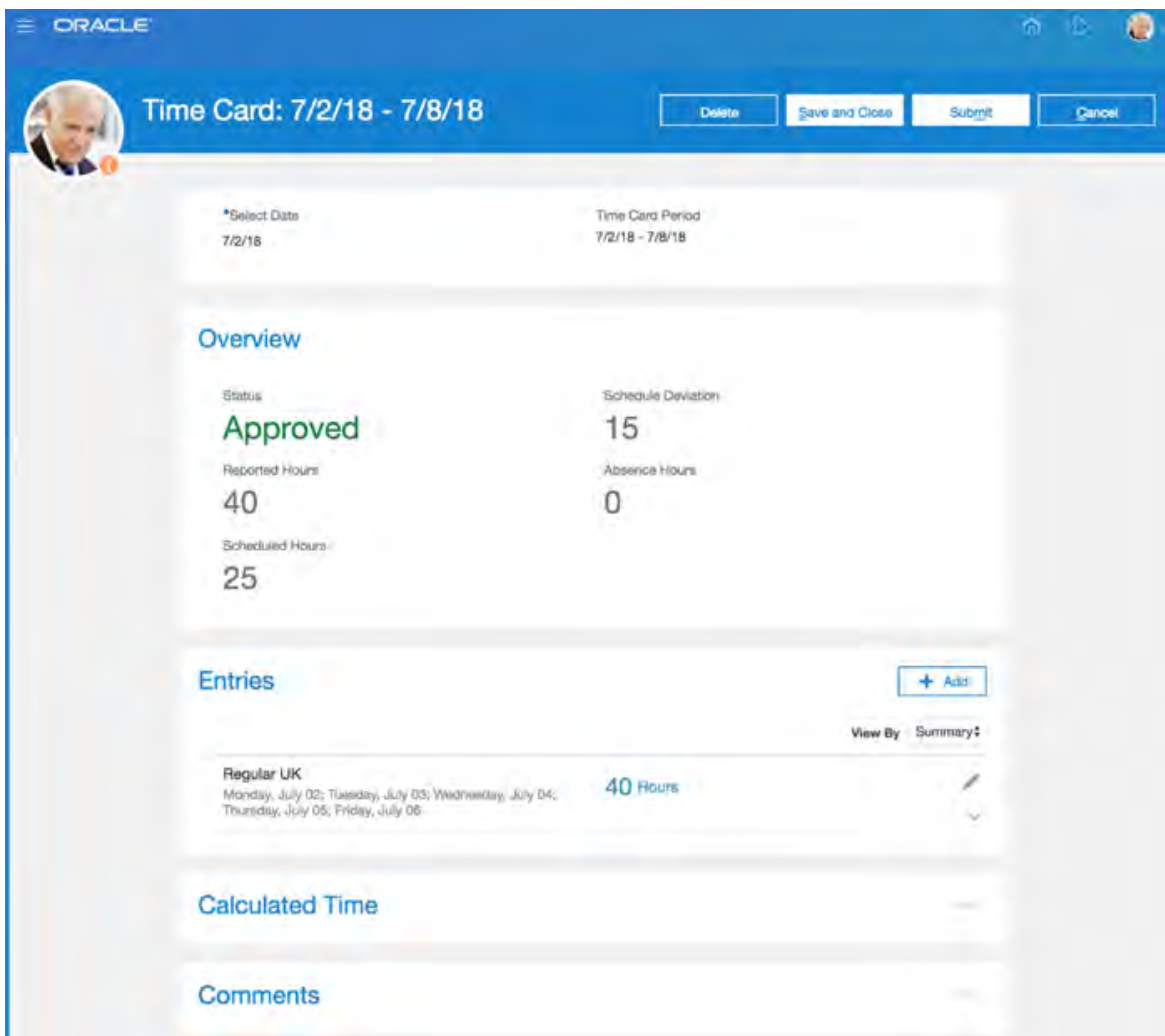 ORACLE
Time Card: 7/2/18 - 7/8/18
Delete
Save and Close
Submit
Cancel
*Select Date
7/2/18
Time Card Period
7/2/18 - 7/8/18
Overview
Status
Approved
Schedule Deviation
15
Reported Hours
40
Absence Hours
0
Scheduled Hours
25
Entries
+ Add
View By Summary
Regular UK
Monday, July 02; Tuesday, July 03; Wednesday, July 04;
Thursday, July 05; Friday, July 06
40 Hours
Calculated Time
Comments